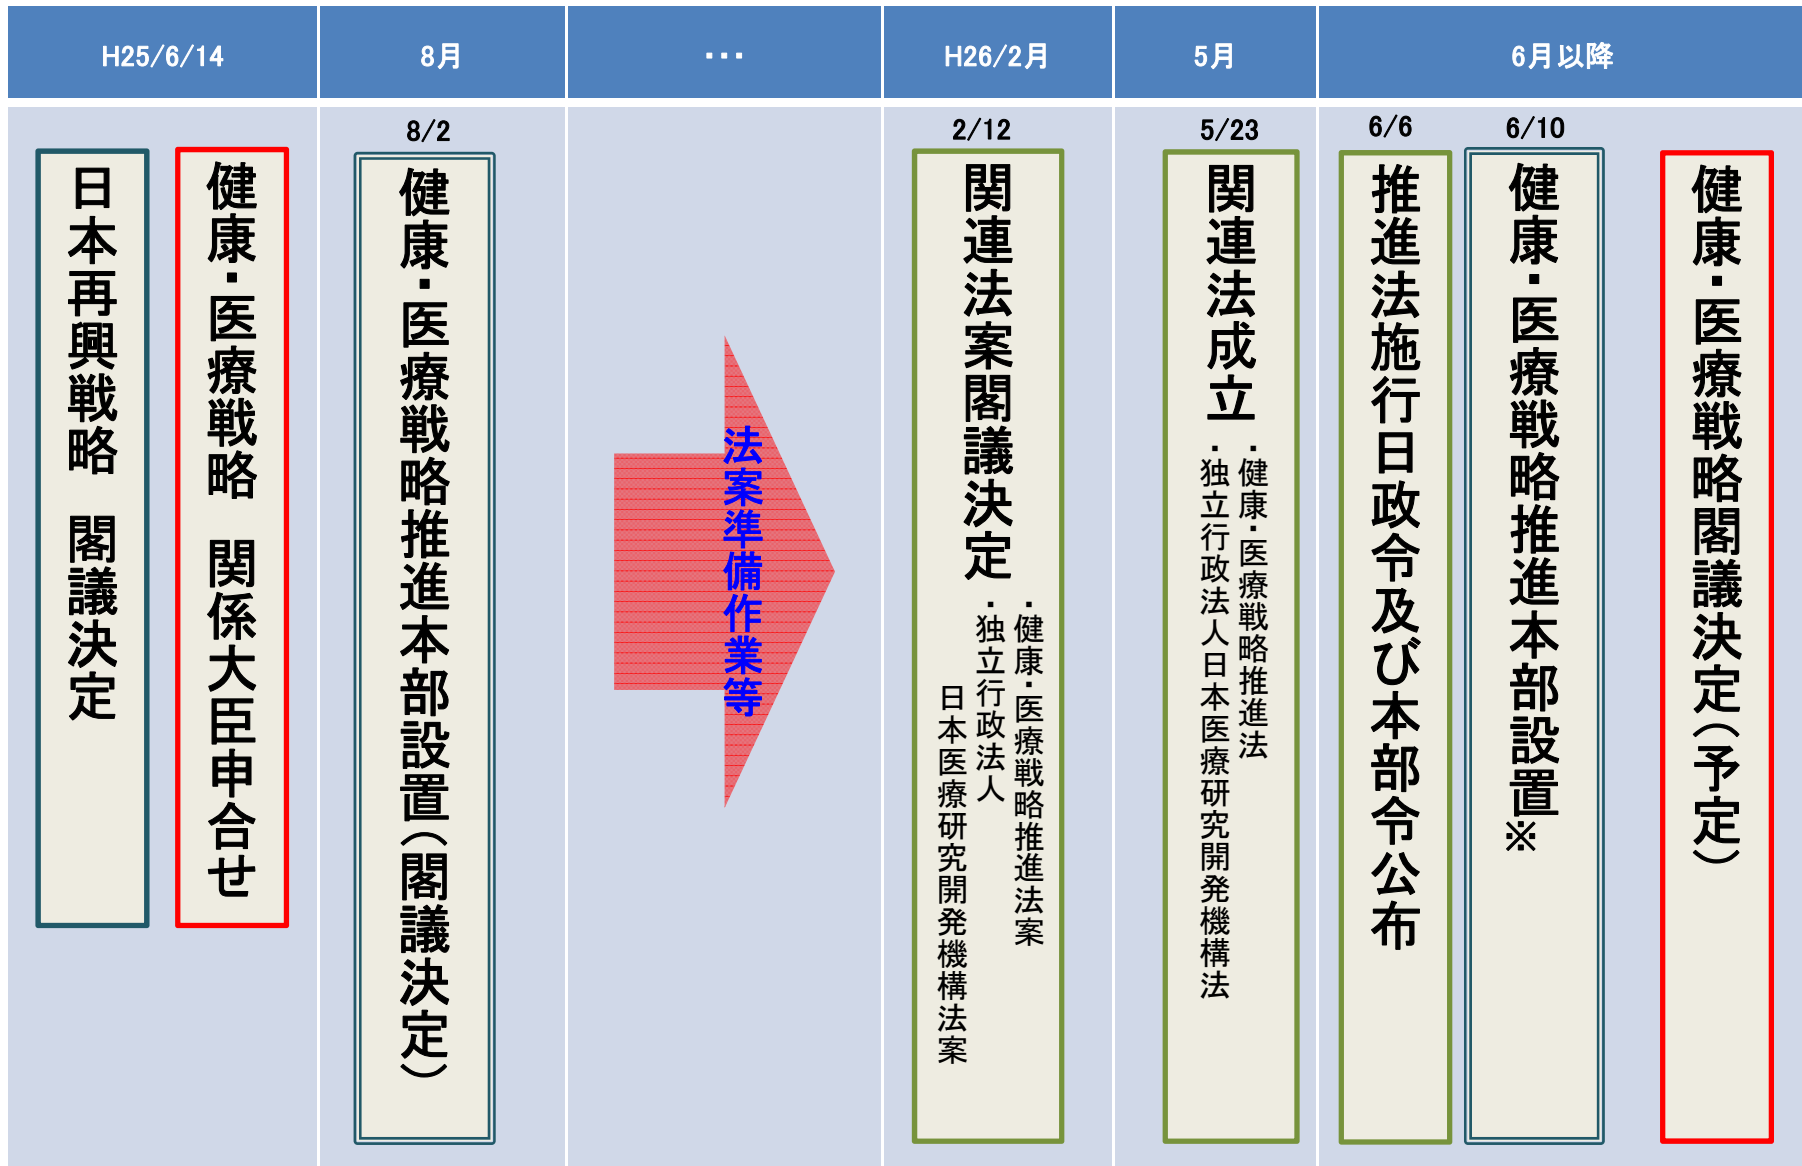 H25/6/14
8月
・・・
H26/2月
5月
6月以降
日本再興戦略　閣議決定
健康・医療戦略　関係大臣申合せ
8/2
健康・医療戦略推進本部設置（閣議決定）
法案準備作業等
2/12
関連法案閣議決定
・健康・医療戦略推進法案
・独立行政法人
日本医療研究開発機構法案
5/23
関連法成立
・健康・医療戦略推進法
・独立行政法人日本医療研究開発機構法
6/6
推進法施行日政令及び本部令公布
6/10
健康・医療戦略推進本部設置※
健康・医療戦略閣議決定（予定）